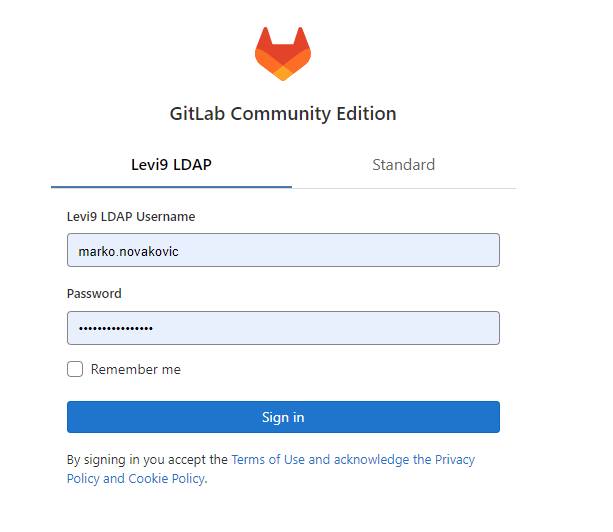 GitLab Community Edition
Levi9 LDAP Standard
Levi9 LDAP Username
marko.novakovic
Password
••••••••••••••••
Remember me
Sign in
By signing in you accept the Terms of Use and acknowledge the Privacy
Policy and Cookie Policy.